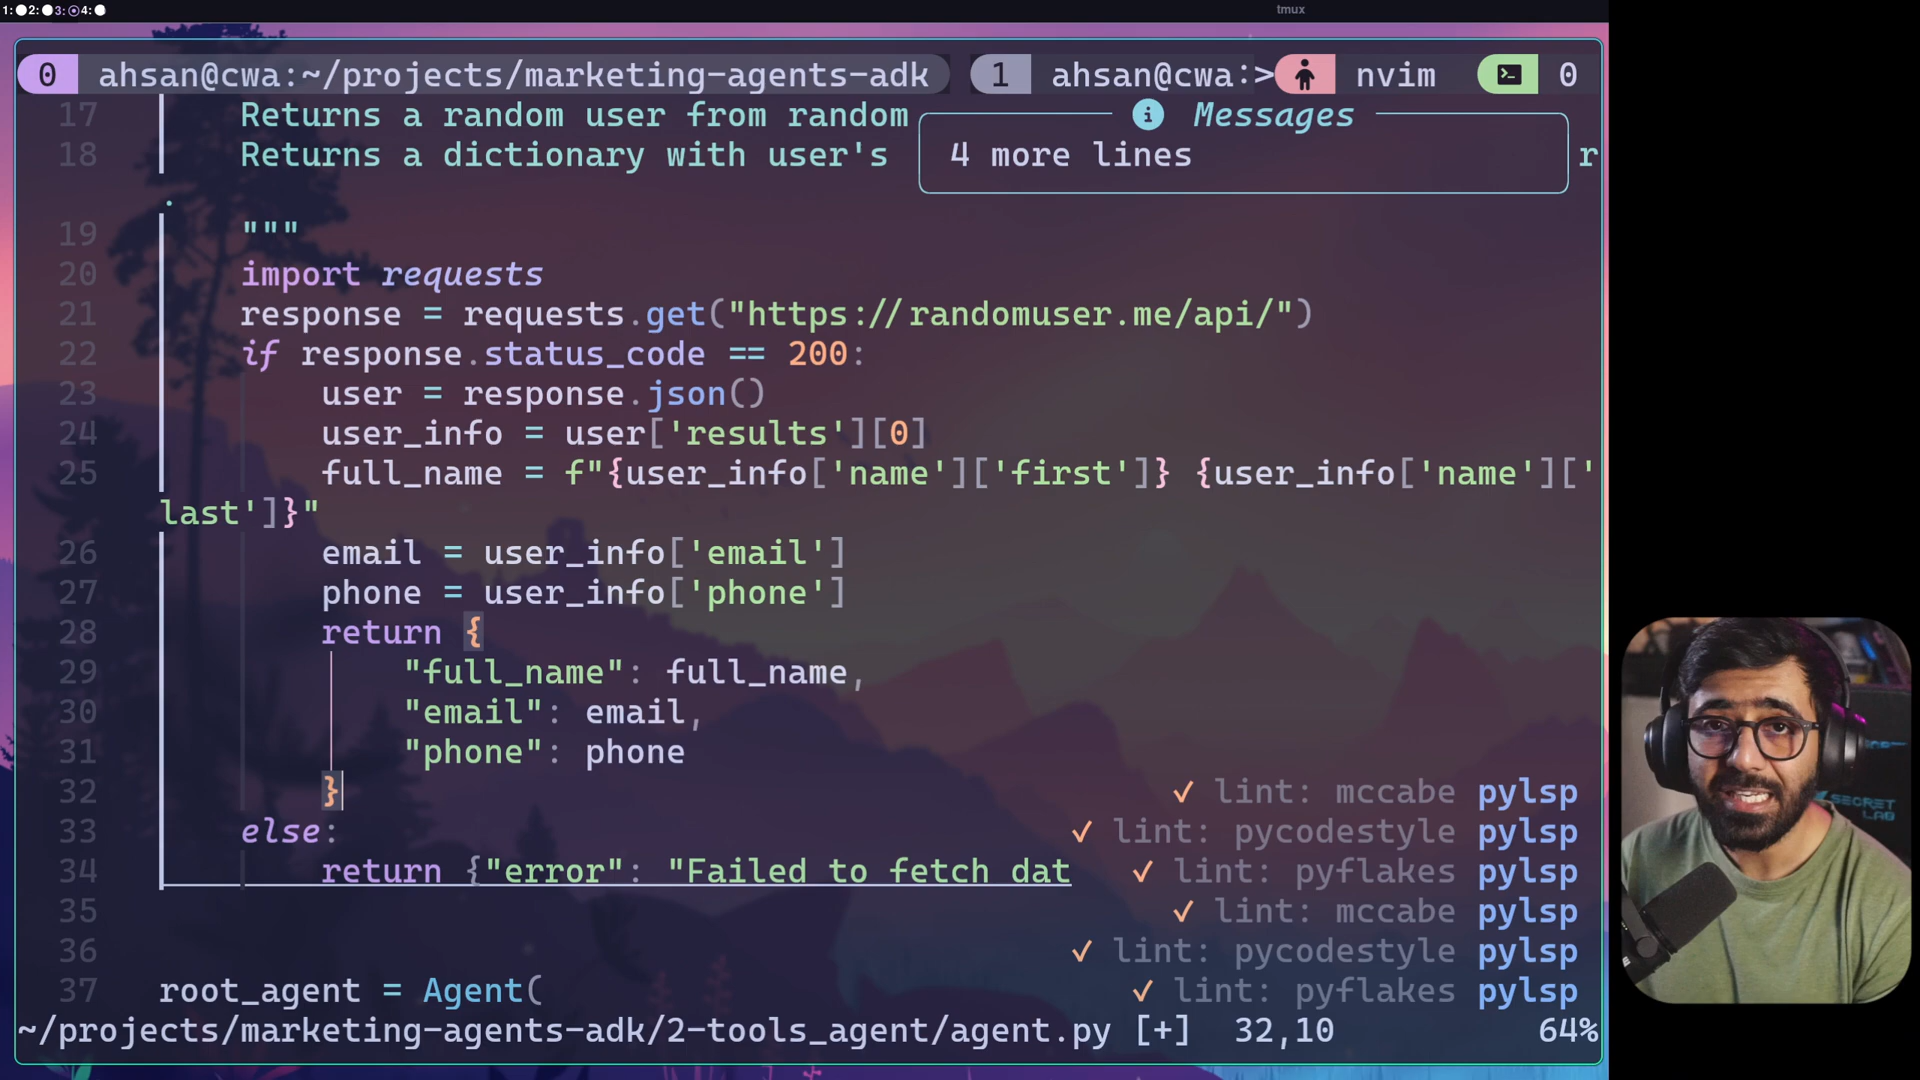 1: 2: 3: 4:
tmux
0 ahsan@cwa:~/projects/marketing-agents-adk 1 ahsan@cwa:> nvim 0
17 Returns a random user from random
Messages
18 Returns a dictionary with user's
4 more lines
r
.
19 """
20 import requests
21 response = requests.get("https://randomuser.me/api/")
22 if response.status_code == 200:
23 user = response.json()
24 user_info = user['results'][0]
25 full_name = f"{user_info['name']['first']} {user_info['name']['
last']}"
26 email = user_info['email']
27 phone = user_info['phone']
28 return {
29 "full_name": full_name,
30 "email": email,
31 "phone": phone
32 }
✓ lint: mccabe pylsp
33 else:
✓ lint: pycodestyle pylsp
34 return {"error": "Failed to fetch dat
✓ lint: pyflakes pylsp
35
✓ lint: mccabe pylsp
36
✓ lint: pycodestyle pylsp
37 root_agent = Agent(
✓ lint: pyflakes pylsp
~/projects/marketing-agents-adk/2-tools_agent/agent.py [+] 32,10 64%
SECRET
LAB